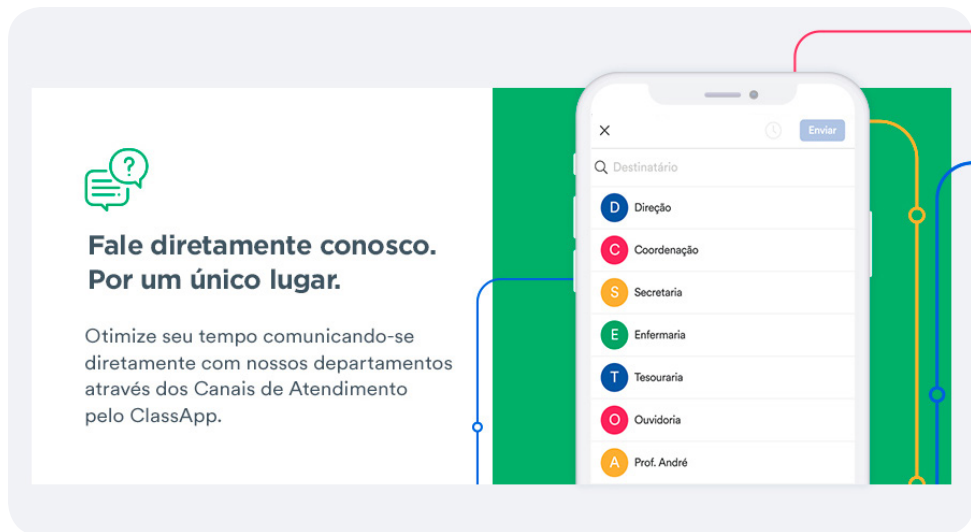 ?
Fale diretamente conosco.
Por um único lugar.
Otimize seu tempo comunicando-se
diretamente com nossos departamentos
através dos Canais de Atendimento
pelo ClassApp.
Enviar
Destinatário
D Direção
C Coordenação
S Secretaria
E Enfermaria
T Tesouraria
O Ouvidoria
A Prof. André